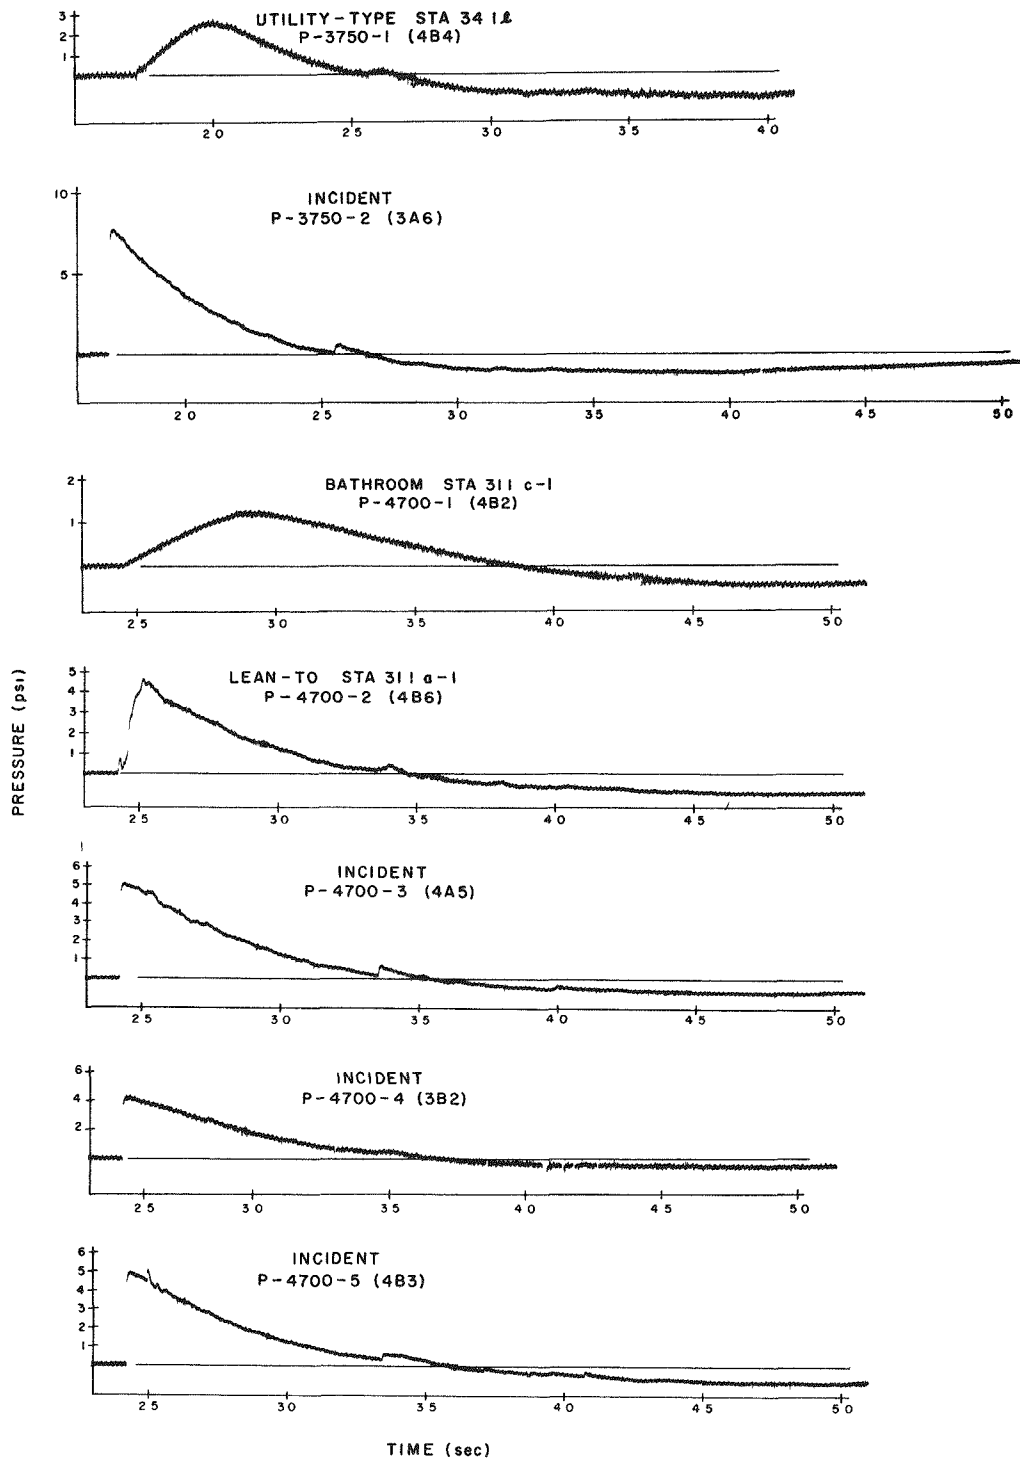 UTILITY-TYPE STA 34 1ℓ
P-3750-1 (4B4)
3
2
1
20 25 30 35 40
INCIDENT
P-3750-2 (3A6)
10
5
20 25 30 35 40 45 50
BATHROOM STA 311 c-1
P-4700-1 (4B2)
2
1
25 30 35 40 45 50
LEAN-TO STA 311 a-1
P-4700-2 (4B6)
5
4
3
2
1
25 30 35 40 45 50
INCIDENT
P-4700-3 (4A5)
6
5
4
3
2
1
25 30 35 40 45 50
INCIDENT
P-4700-4 (3B2)
6
4
2
25 30 35 40 45 50
INCIDENT
P-4700-5 (4B3)
6
5
4
3
2
1
25 30 35 40 45 50
PRESSURE (psi)
TIME (sec)